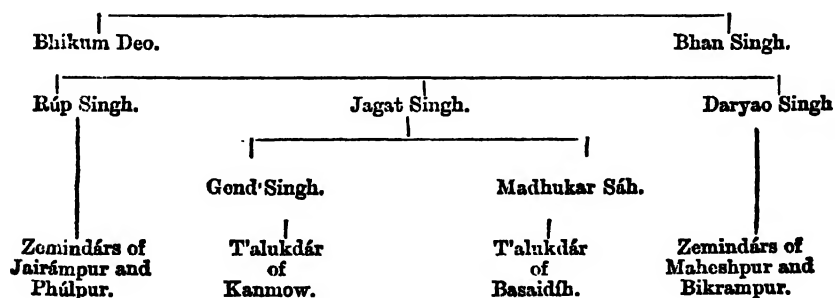 Bhikum Deo. Bhan Singh.
Rúp Singh. Jagat Singh. Daryao Singh
Gond Singh. Madhukar Sáh.
Zemindárs of T'alukdár T'alukdár Zemindárs of
Jairámpur and of of Maheshpur and
Phúlpur. Kanmow. Basaidíh. Bikrampur.